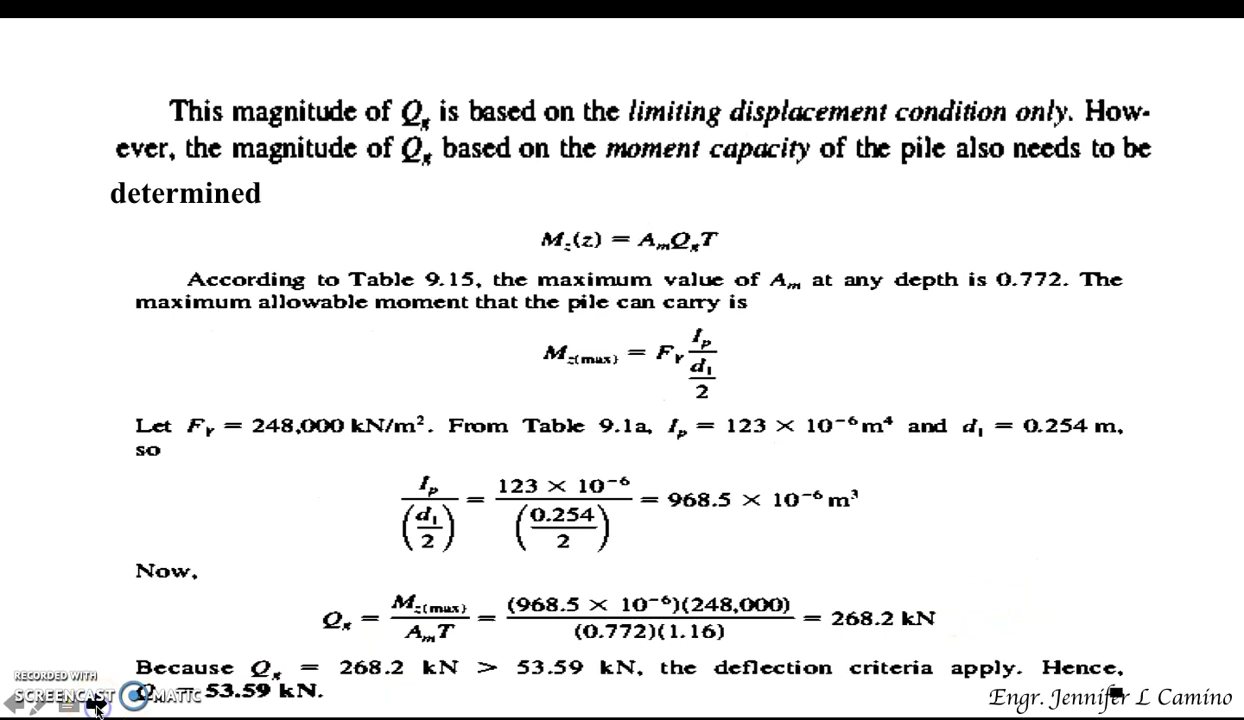 This magnitude of Qg is based on the limiting displacement condition only. How-
ever, the magnitude of Qg based on the moment capacity of the pile also needs to be
determined
Mz(z) = AmQgT
According to Table 9.15, the maximum value of Am at any depth is 0.772. The
maximum allowable moment that the pile can carry is
Mz(max) = FY Ip / (d1 / 2)
Let FY = 248,000 kN/m². From Table 9.1a, Ip = 123 × 10⁻⁶ m⁴ and d1 = 0.254 m,
so
Ip / (d1 / 2) = 123 × 10⁻⁶ / (0.254 / 2) = 968.5 × 10⁻⁶ m³
Now,
Qg = Mz(max) / AmT = (968.5 × 10⁻⁶)(248,000) / (0.772)(1.16) = 268.2 kN
Because Qg = 268.2 kN > 53.59 kN, the deflection criteria apply. Hence,
= 53.59 kN.
RECORDED WITH
SCREENCAST MATIC
Engr. Jennifer L Camino